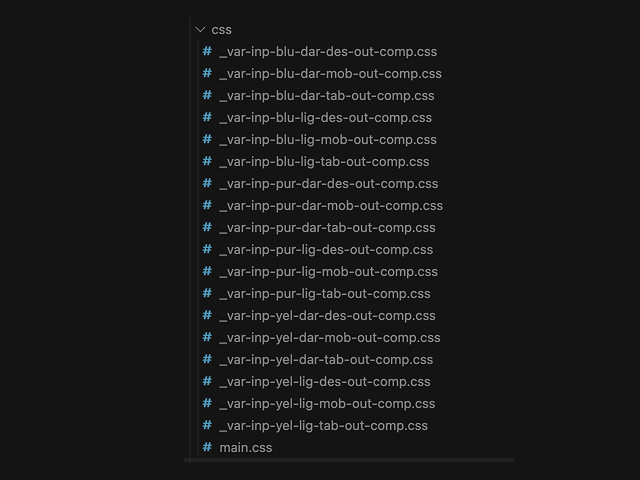 css
# _var-inp-blu-dar-des-out-comp.css
# _var-inp-blu-dar-mob-out-comp.css
# _var-inp-blu-dar-tab-out-comp.css
# _var-inp-blu-lig-des-out-comp.css
# _var-inp-blu-lig-mob-out-comp.css
# _var-inp-blu-lig-tab-out-comp.css
# _var-inp-pur-dar-des-out-comp.css
# _var-inp-pur-dar-mob-out-comp.css
# _var-inp-pur-dar-tab-out-comp.css
# _var-inp-pur-lig-des-out-comp.css
# _var-inp-pur-lig-mob-out-comp.css
# _var-inp-pur-lig-tab-out-comp.css
# _var-inp-yel-dar-des-out-comp.css
# _var-inp-yel-dar-mob-out-comp.css
# _var-inp-yel-dar-tab-out-comp.css
# _var-inp-yel-lig-des-out-comp.css
# _var-inp-yel-lig-mob-out-comp.css
# _var-inp-yel-lig-tab-out-comp.css
# main.css